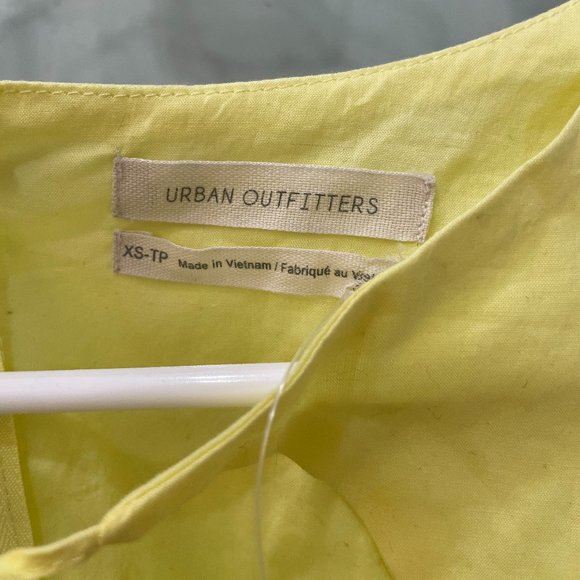 URBAN OUTFITTERS
XS-TP Made in Vietnam / Fabriqué au